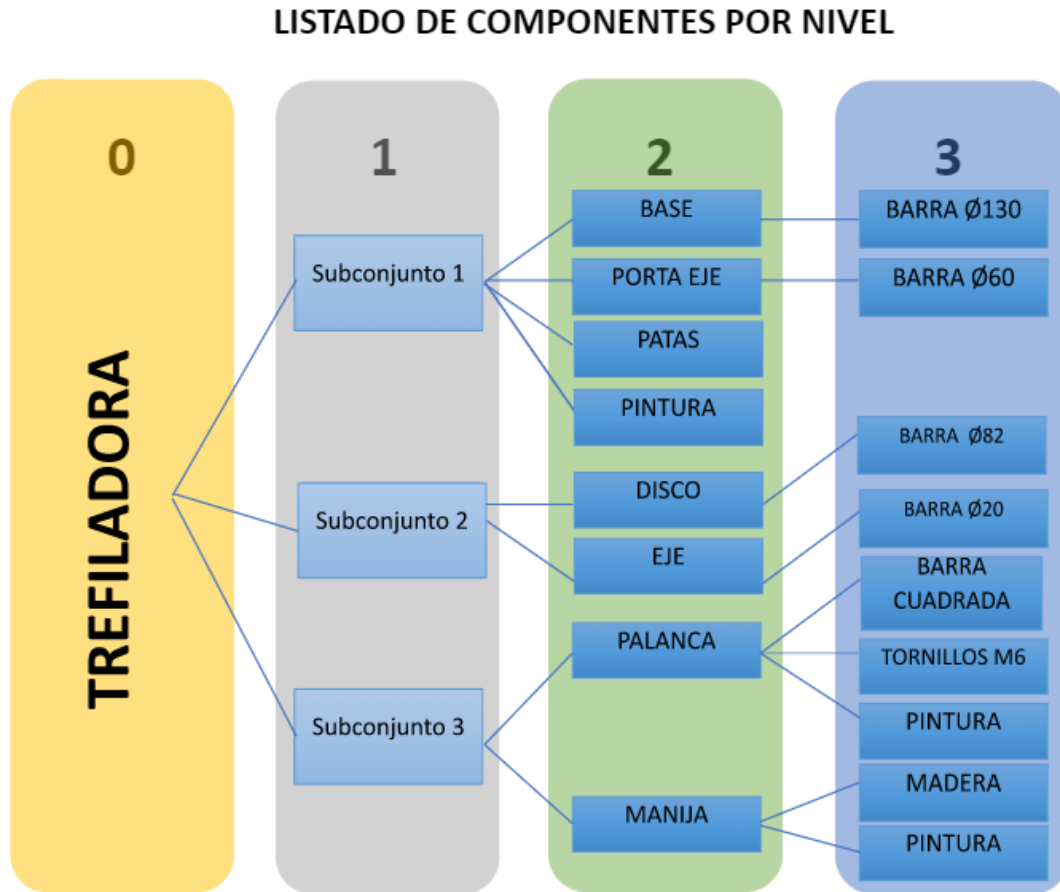 LISTADO DE COMPONENTES POR NIVEL
0
1
2
3
TREFILADORA
Subconjunto 1
Subconjunto 2
Subconjunto 3
BASE
PORTA EJE
PATAS
PINTURA
DISCO
EJE
PALANCA
MANIJA
BARRA Ø130
BARRA Ø60
BARRA Ø82
BARRA Ø20
BARRA
CUADRADA
TORNILLOS M6
PINTURA
MADERA
PINTURA